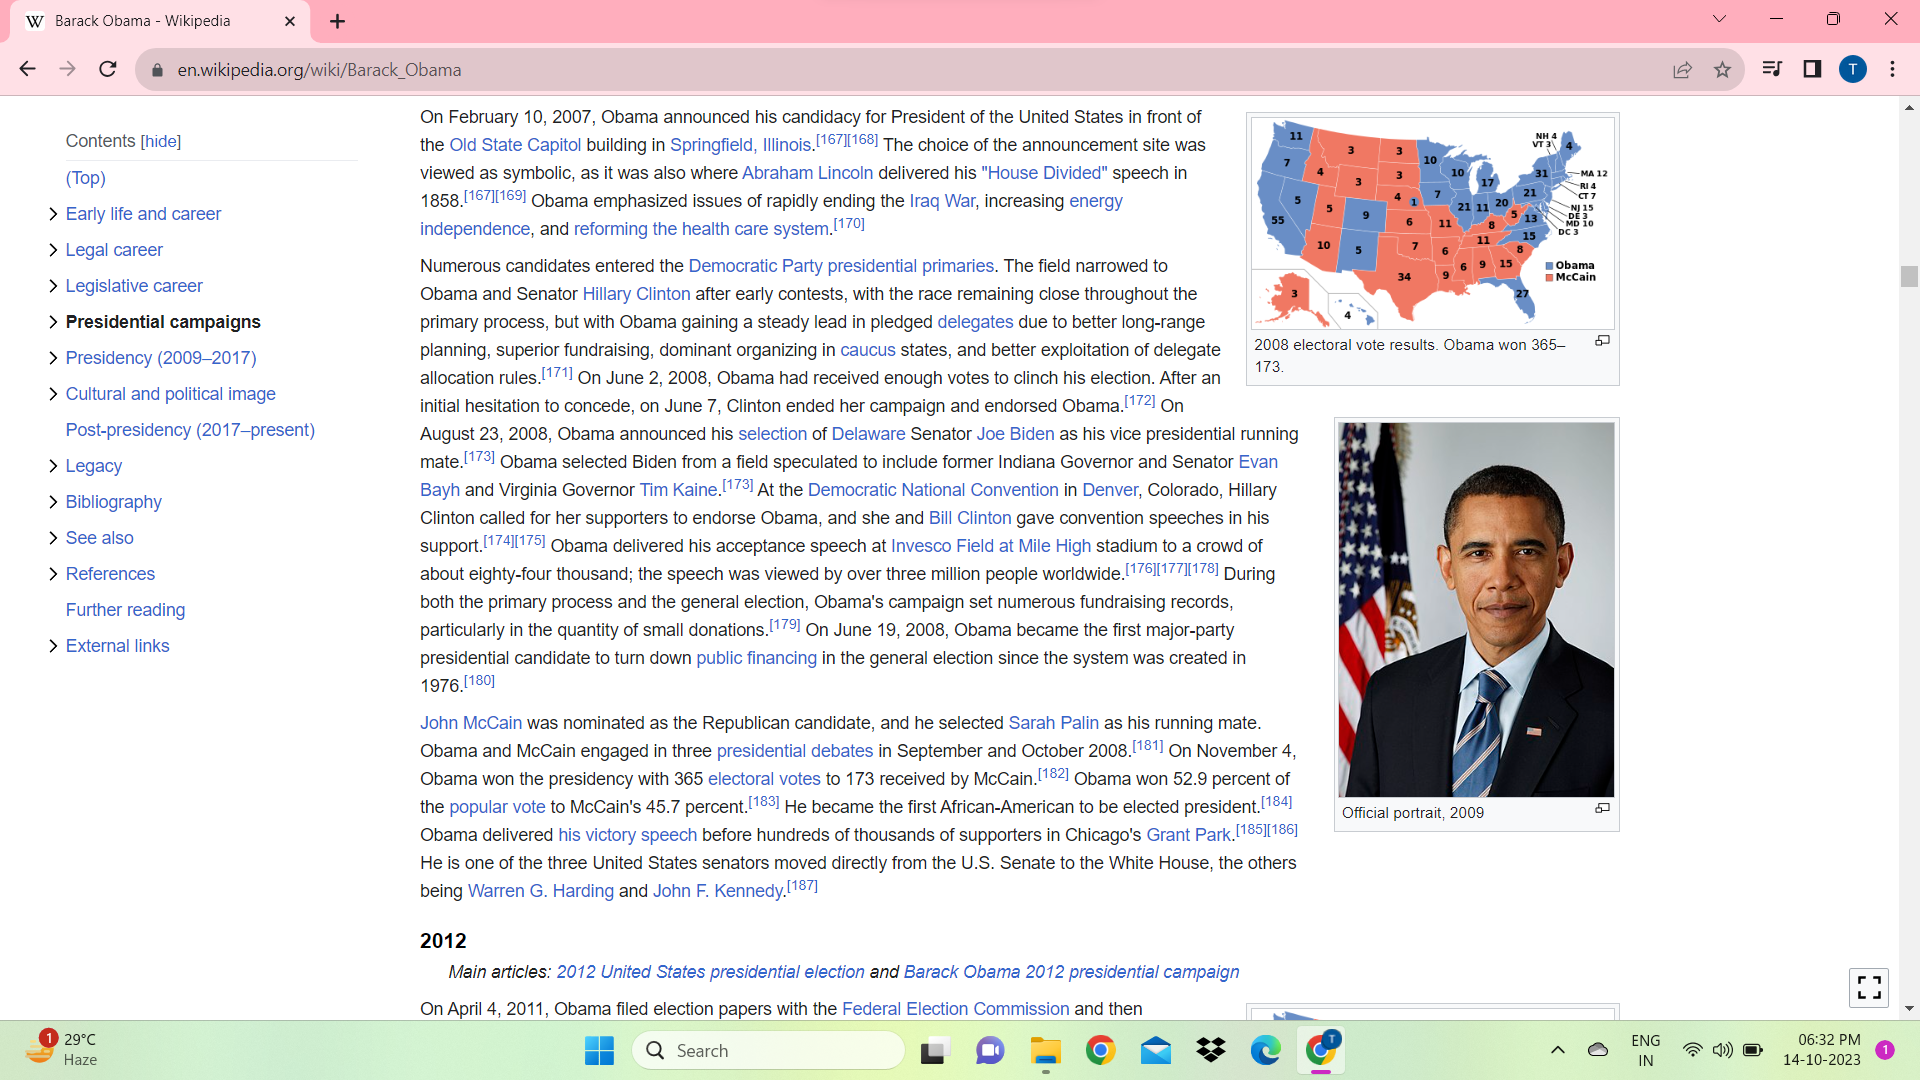 Barack Obama - Wikipedia
en.wikipedia.org/wiki/Barack_Obama
T
Contents [hide]
(Top)
Early life and career
Legal career
Legislative career
Presidential campaigns
Presidency (2009–2017)
Cultural and political image
Post-presidency (2017–present)
Legacy
Bibliography
See also
References
Further reading
External links
On February 10, 2007, Obama announced his candidacy for President of the United States in front of
the Old State Capitol building in Springfield, Illinois.[167][168] The choice of the announcement site was
viewed as symbolic, as it was also where Abraham Lincoln delivered his "House Divided" speech in
1858.[167][169] Obama emphasized issues of rapidly ending the Iraq War, increasing energy
independence, and reforming the health care system.[170]
Numerous candidates entered the Democratic Party presidential primaries. The field narrowed to
Obama and Senator Hillary Clinton after early contests, with the race remaining close throughout the
primary process, but with Obama gaining a steady lead in pledged delegates due to better long-range
planning, superior fundraising, dominant organizing in caucus states, and better exploitation of delegate
allocation rules.[171] On June 2, 2008, Obama had received enough votes to clinch his election. After an
initial hesitation to concede, on June 7, Clinton ended her campaign and endorsed Obama.[172] On
August 23, 2008, Obama announced his selection of Delaware Senator Joe Biden as his vice presidential running
mate.[173] Obama selected Biden from a field speculated to include former Indiana Governor and Senator Evan
Bayh and Virginia Governor Tim Kaine.[173] At the Democratic National Convention in Denver, Colorado, Hillary
Clinton called for her supporters to endorse Obama, and she and Bill Clinton gave convention speeches in his
support.[174][175] Obama delivered his acceptance speech at Invesco Field at Mile High stadium to a crowd of
about eighty-four thousand; the speech was viewed by over three million people worldwide.[176][177][178] During
both the primary process and the general election, Obama's campaign set numerous fundraising records,
particularly in the quantity of small donations.[179] On June 19, 2008, Obama became the first major-party
presidential candidate to turn down public financing in the general election since the system was created in
1976.[180]
John McCain was nominated as the Republican candidate, and he selected Sarah Palin as his running mate.
Obama and McCain engaged in three presidential debates in September and October 2008.[181] On November 4,
Obama won the presidency with 365 electoral votes to 173 received by McCain.[182] Obama won 52.9 percent of
the popular vote to McCain's 45.7 percent.[183] He became the first African-American to be elected president.[184]
Obama delivered his victory speech before hundreds of thousands of supporters in Chicago's Grant Park.[185][186]
He is one of the three United States senators moved directly from the U.S. Senate to the White House, the others
being Warren G. Harding and John F. Kennedy.[187]
2012
Main articles: 2012 United States presidential election and Barack Obama 2012 presidential campaign
On April 4, 2011, Obama filed election papers with the Federal Election Commission and then
11
7
55
5
4
3
3
5
10
9
5
3
3
4
1
6
7
34
10
7
11
6
9
10
21
17
11
20
8
11
6
9
15
8
15
13
5
21
31
4
27
3
4
NH 4
VT 3
MA 12
RI 4
CT 7
NJ 15
DE 3
MD 10
DC 3
Obama
McCain
2008 electoral vote results. Obama won 365–
173.
Official portrait, 2009
1
29°C
Haze
Search
T
ENG
IN
06:32 PM
14-10-2023
1